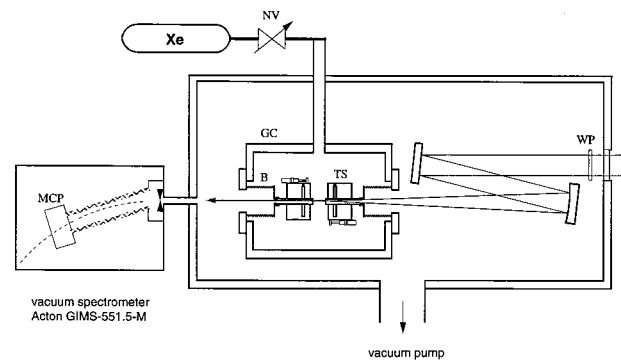 NV
Xe
GC
WP
B
TS
MCP
vacuum spectrometer
Acton GIMS-551.5-M
vacuum pump